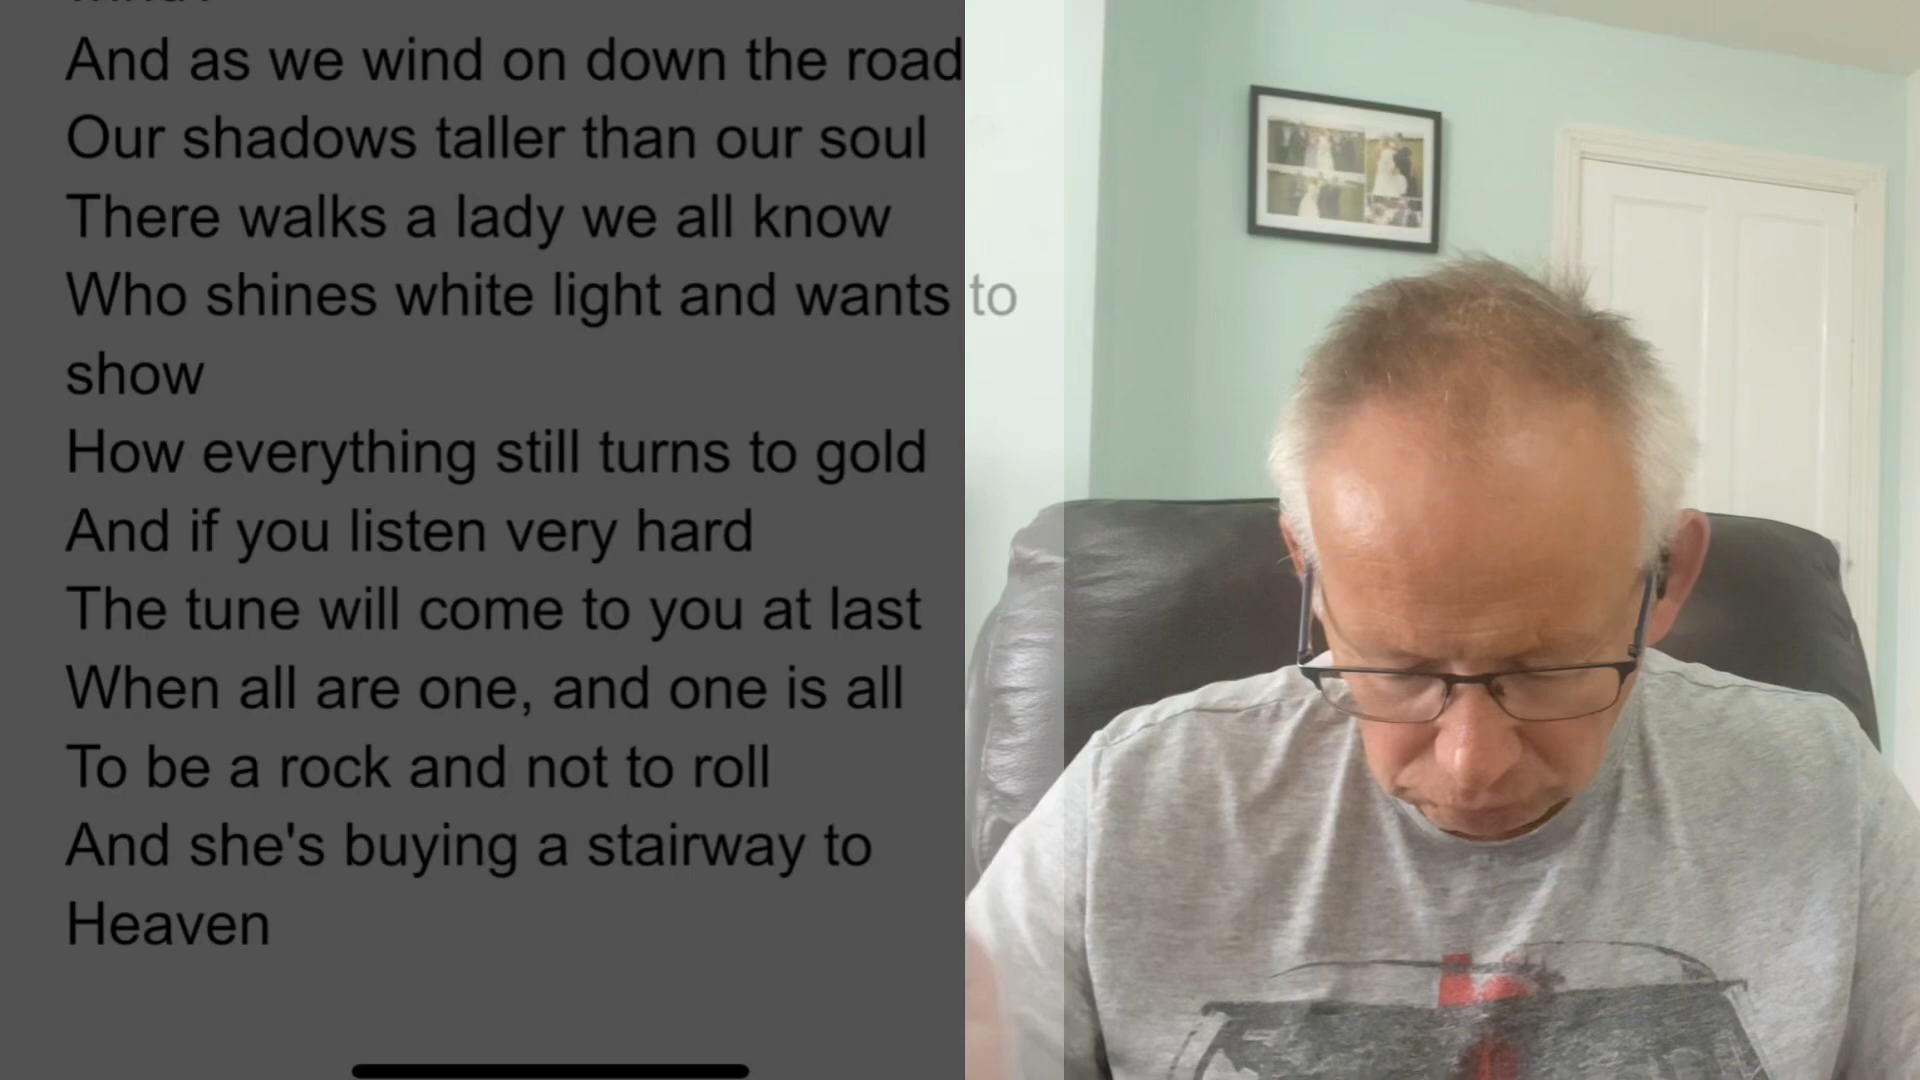 And as we wind on down the road
Our shadows taller than our soul
There walks a lady we all know
Who shines white light and wants to
show
How everything still turns to gold
And if you listen very hard
The tune will come to you at last
When all are one, and one is all
To be a rock and not to roll
And she's buying a stairway to
Heaven